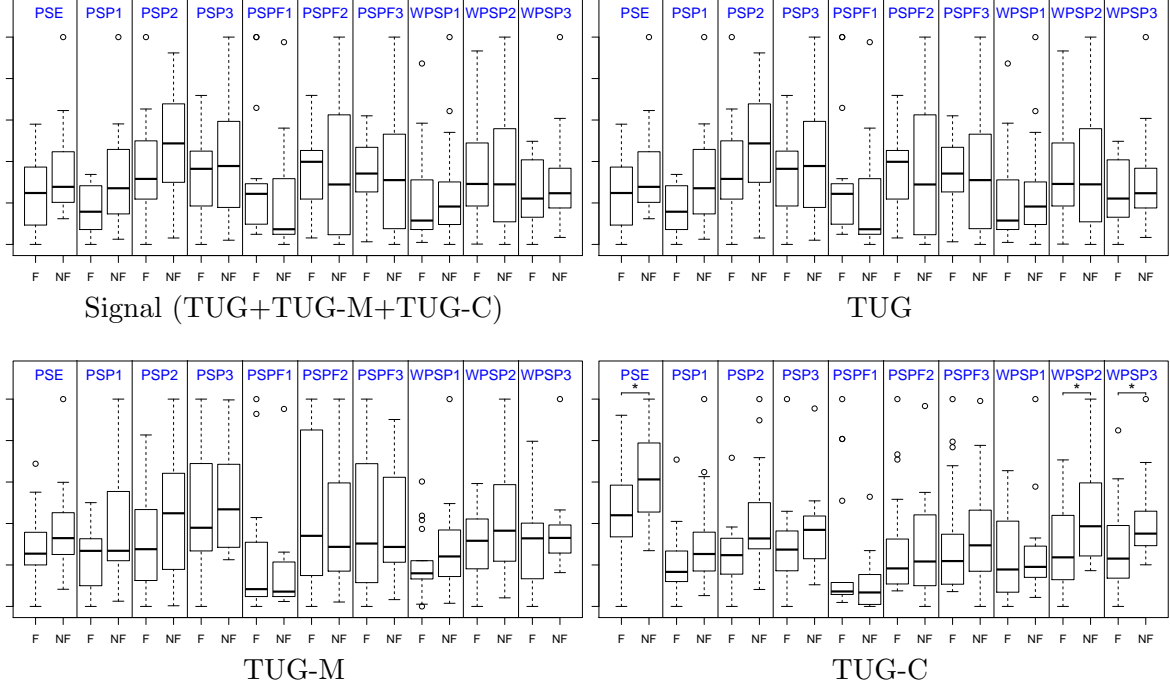 PSE PSP1 PSP2 PSP3 PSPF1 PSPF2 PSPF3 WPSP1 WPSP2 WPSP3
F NF F NF F NF F NF F NF F NF F NF F NF F NF F NF
Signal (TUG+TUG-M+TUG-C)
PSE PSP1 PSP2 PSP3 PSPF1 PSPF2 PSPF3 WPSP1 WPSP2 WPSP3
F NF F NF F NF F NF F NF F NF F NF F NF F NF F NF
TUG
PSE PSP1 PSP2 PSP3 PSPF1 PSPF2 PSPF3 WPSP1 WPSP2 WPSP3
F NF F NF F NF F NF F NF F NF F NF F NF F NF F NF
TUG-M
PSE PSP1 PSP2 PSP3 PSPF1 PSPF2 PSPF3 WPSP1 WPSP2 WPSP3
* * *
F NF F NF F NF F NF F NF F NF F NF F NF F NF F NF
TUG-C